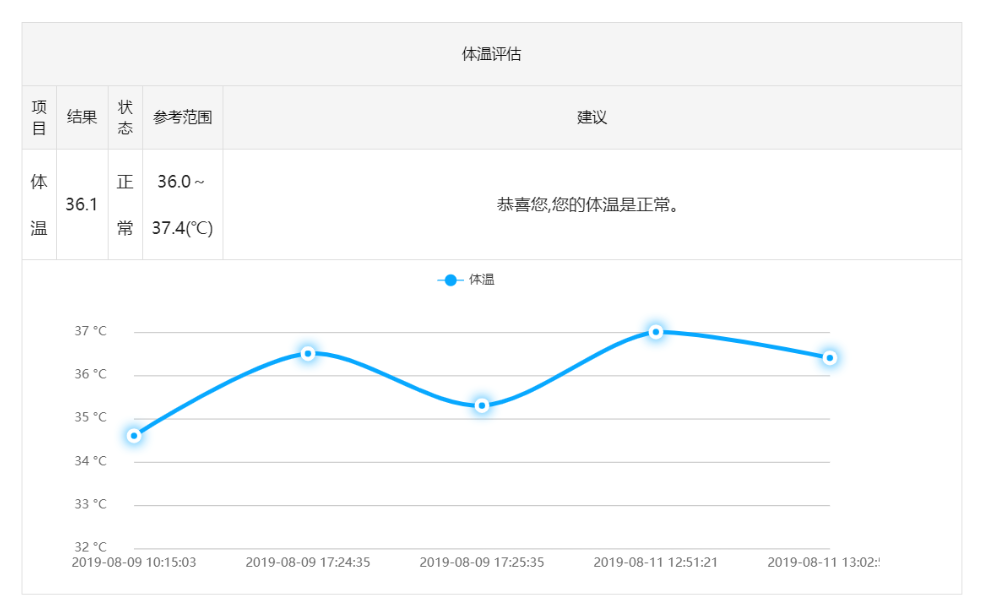 体温评估
项目 结果 状态 参考范围 建议
体温 36.1 正常 36.0～37.4(℃) 恭喜您,您的体温是正常。
体温
37 °C
36 °C
35 °C
34 °C
33 °C
32 °C
2019-08-09 10:15:03 2019-08-09 17:24:35 2019-08-09 17:25:35 2019-08-11 12:51:21 2019-08-11 13:02: